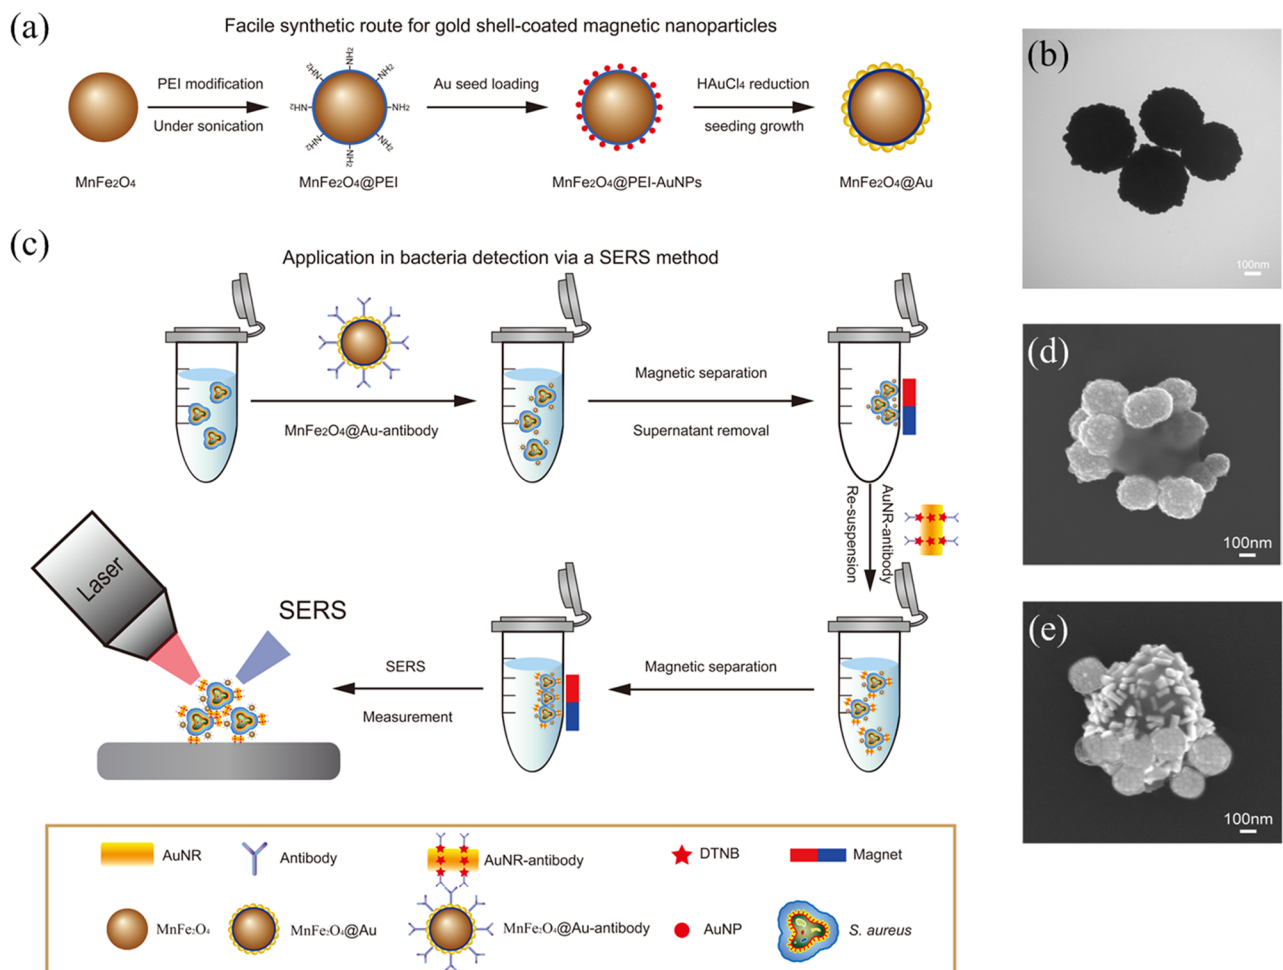 (a)
Facile synthetic route for gold shell-coated magnetic nanoparticles
PEI modification
Under sonication
NH2
NH2
NH2
NH2
NH2
NH2
NH2
NH2
Au seed loading
HAuCl4 reduction
seeding growth
MnFe2O4
MnFe2O4@PEI
MnFe2O4@PEI-AuNPs
MnFe2O4@Au
(b)
100nm
(c)
Application in bacteria detection via a SERS method
MnFe2O4@Au-antibody
Magnetic separation
Supernatant removal
AuNR-antibody
Re-suspension
Magnetic separation
SERS
Measurement
Laser
SERS
(d)
100nm
(e)
100nm
AuNR
Antibody
AuNR-antibody
DTNB
Magnet
MnFe2O4
MnFe2O4@Au
MnFe2O4@Au-antibody
AuNP
S. aureus